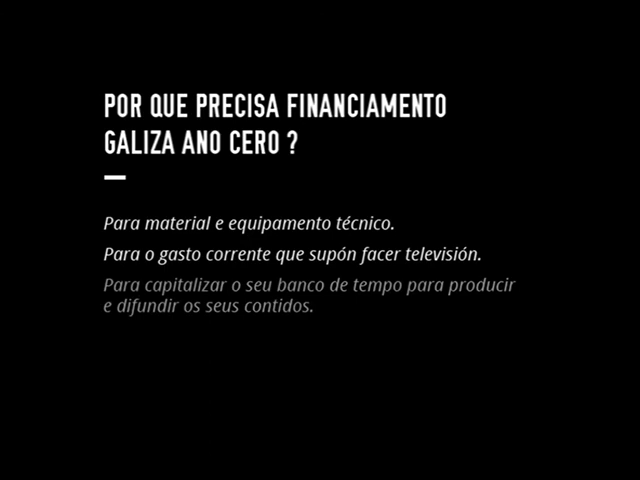 POR QUE PRECISA FINANCIAMENTO
GALIZA ANO CERO ?
Para material e equipamento técnico.
Para o gasto corrente que supón facer televisión.
Para capitalizar o seu banco de tempo para producir
e difundir os seus contidos.